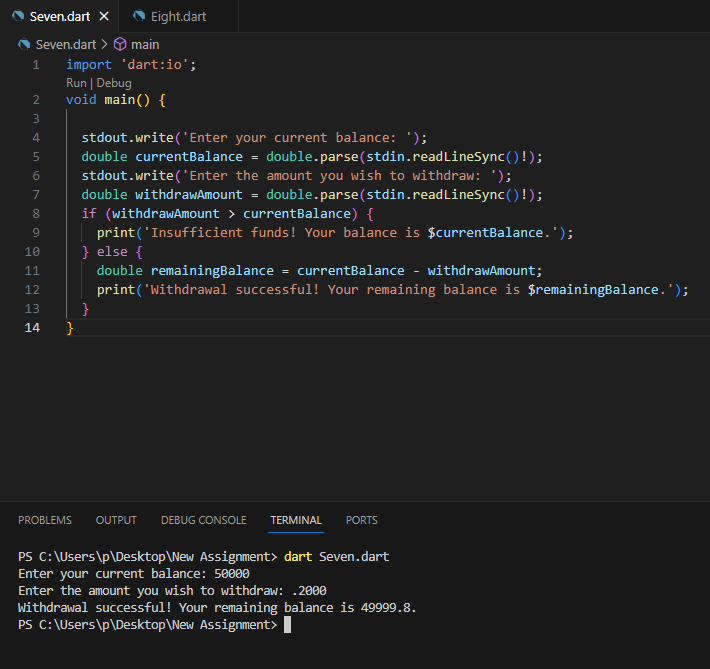 Seven.dart
Eight.dart
Seven.dart > main
1 import 'dart:io';
Run | Debug
2 void main() {
3
4 stdout.write('Enter your current balance: ');
5 double currentBalance = double.parse(stdin.readLineSync()!);
6 stdout.write('Enter the amount you wish to withdraw: ');
7 double withdrawAmount = double.parse(stdin.readLineSync()!);
8 if (withdrawAmount > currentBalance) {
9 print('Insufficient funds! Your balance is $currentBalance.');
10 } else {
11 double remainingBalance = currentBalance - withdrawAmount;
12 print('Withdrawal successful! Your remaining balance is $remainingBalance.');
13 }
14 }
PROBLEMS OUTPUT DEBUG CONSOLE TERMINAL PORTS
PS C:\Users\p\Desktop\New Assignment> dart Seven.dart
Enter your current balance: 50000
Enter the amount you wish to withdraw: .2000
Withdrawal successful! Your remaining balance is 49999.8.
PS C:\Users\p\Desktop\New Assignment>